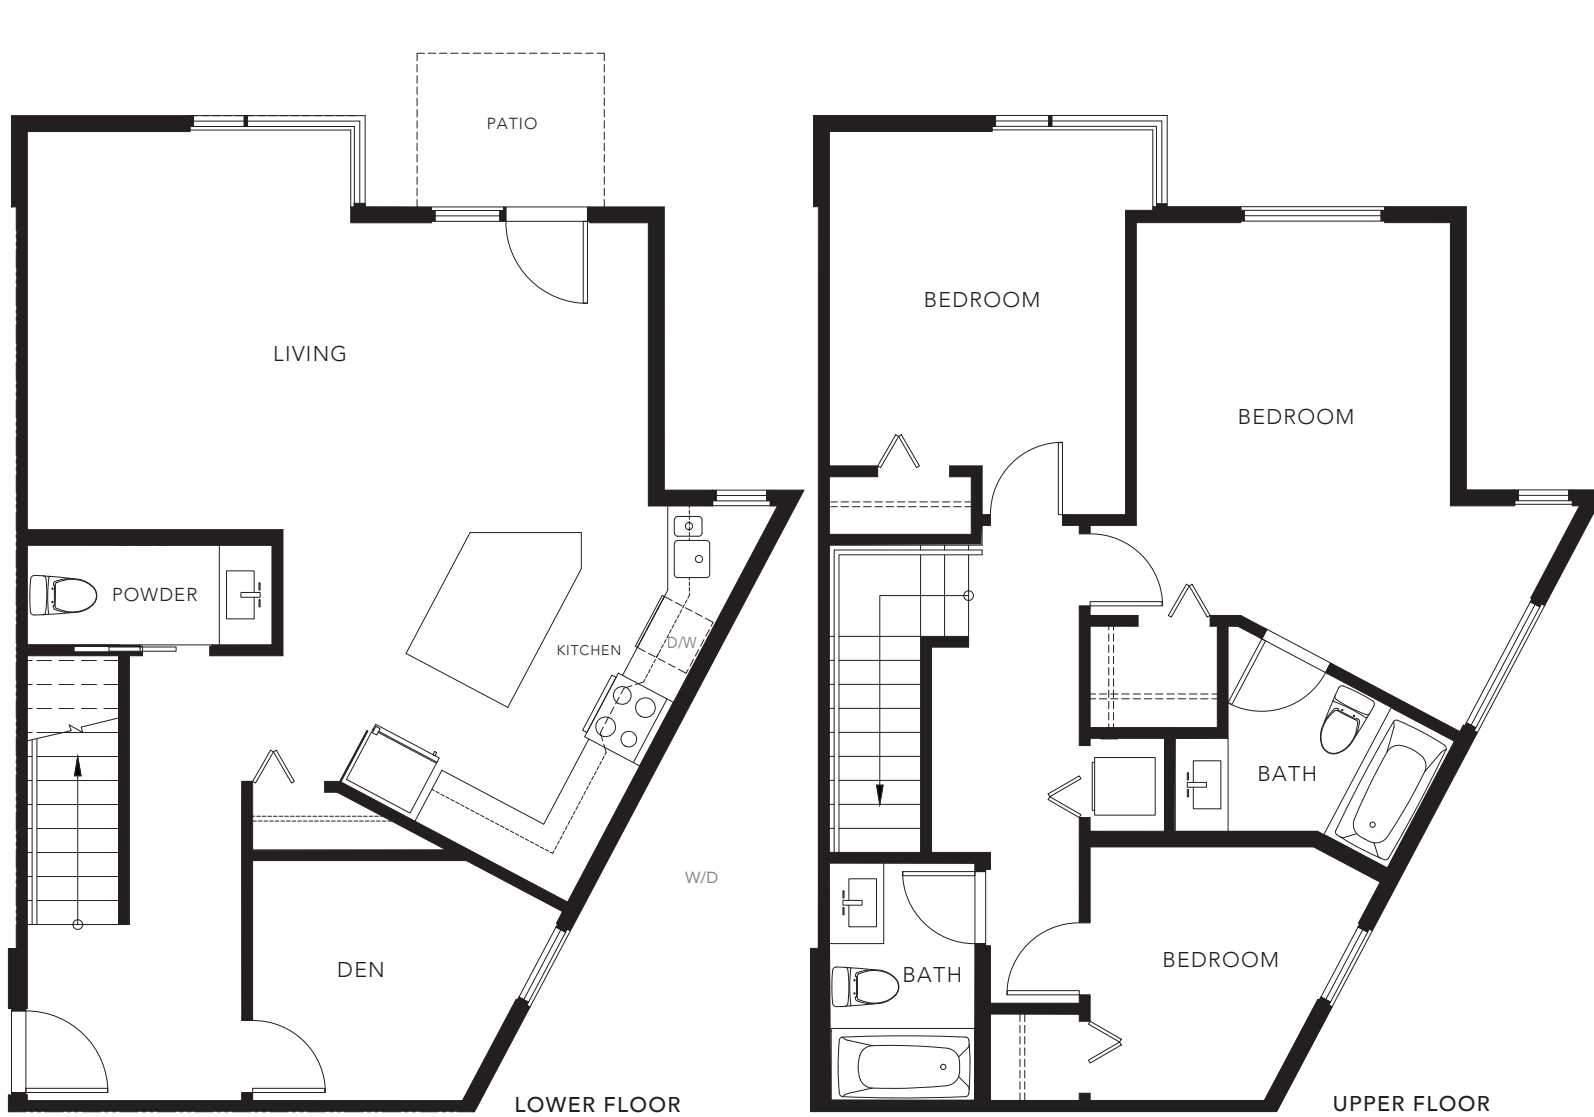 PATIO
LIVING
POWDER
KITCHEN
D/W
DEN
W/D
LOWER FLOOR
BEDROOM
BEDROOM
BATH
BATH
BEDROOM
UPPER FLOOR